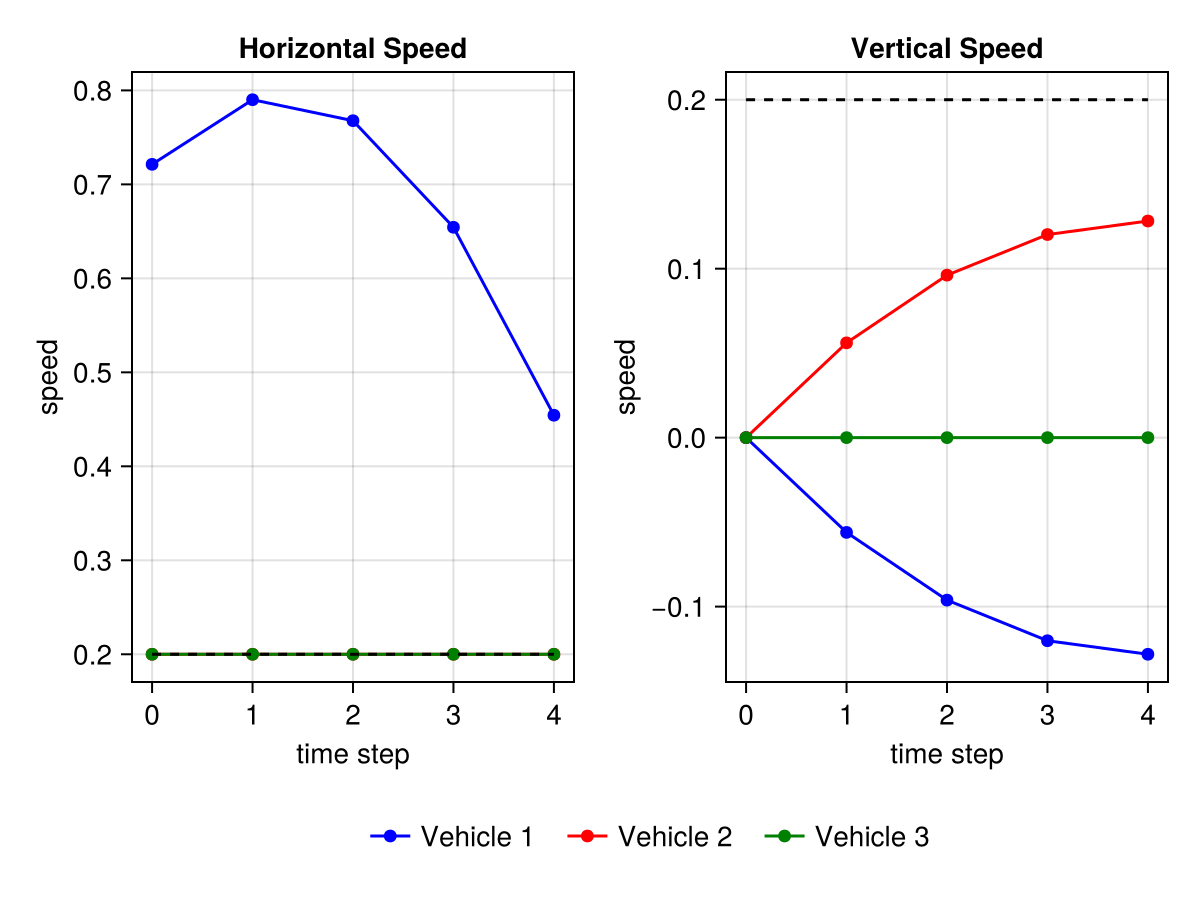 Horizontal Speed
0.8
0.7
0.6
0.5
0.4
0.3
0.2
speed
0 1 2 3 4
time step
Vertical Speed
0.2
0.1
0.0
−0.1
speed
0 1 2 3 4
time step
Vehicle 1 Vehicle 2 Vehicle 3